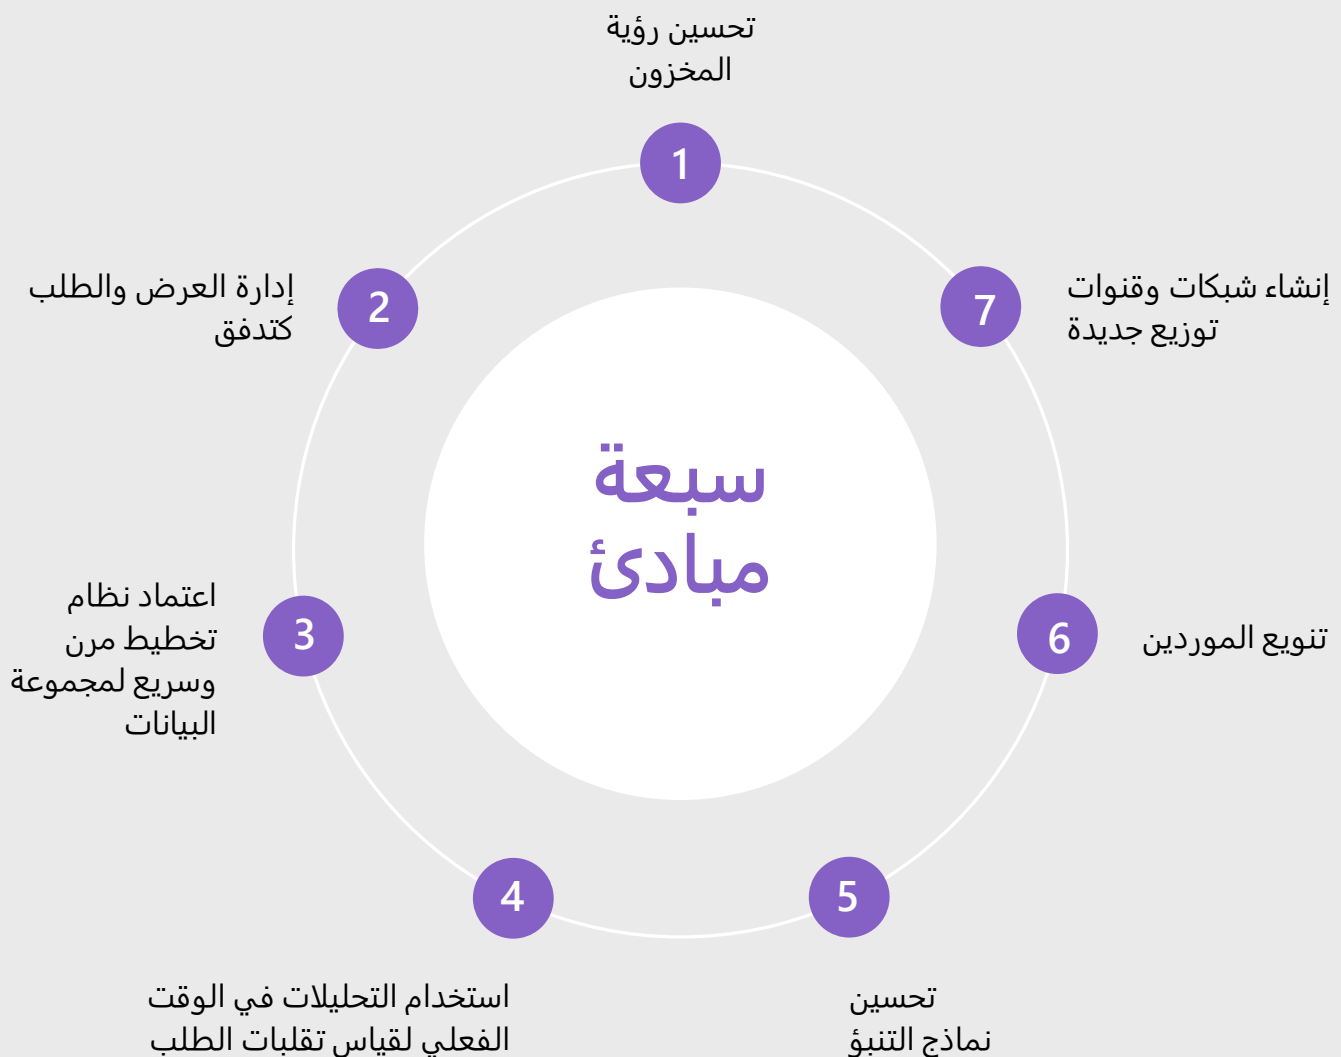 تحسين رؤية
المخزون
1
إدارة العرض والطلب
كتدفق
2
اعتماد نظام
تخطيط مرن
وسريع لمجموعة
البيانات
3
استخدام التحليلات في الوقت
الفعلي لقياس تقلبات الطلب
4
تحسين
نماذج التنبؤ
5
تنويع الموردين
6
إنشاء شبكات وقنوات
توزيع جديدة
7
سبعة
مبادئ